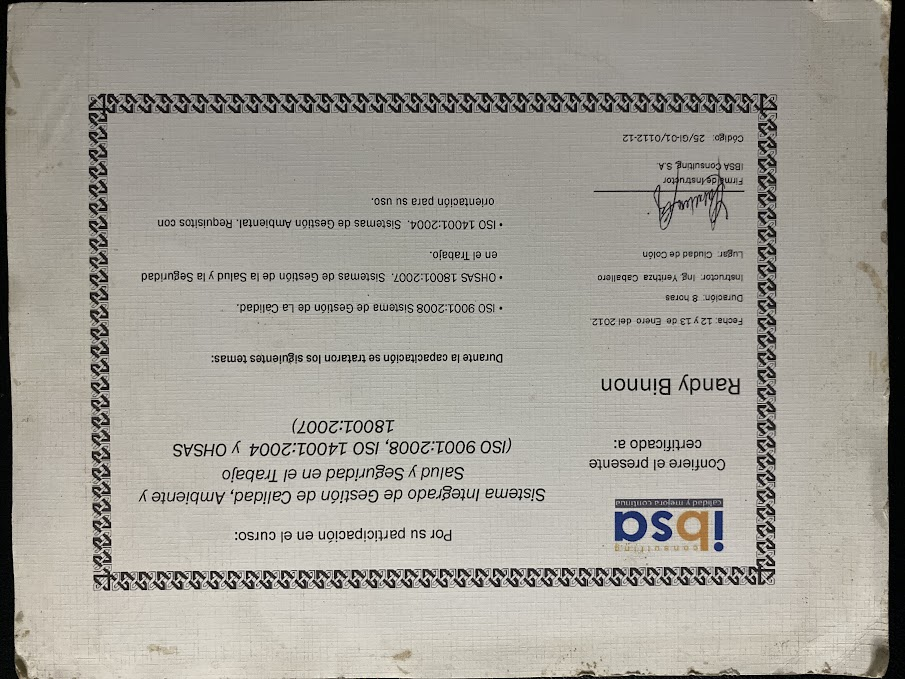 consulting
ibsa
calidad y mejora continua
Confiere el presente
certificado a:
Randy Binnon
Fecha: 12 y 13 de Enero del 2012
Duración: 8 horas
Instructor: Ing. Yerithza Caballero
Lugar: Ciudad de Colón
Firma de Instructor
IBSA Consulting, S.A
Código: 25/GI-01/0112-12
Por su participación en el curso:
Sistema Integrado de Gestión de Calidad, Ambiente y
Salud y Seguridad en el Trabajo
(ISO 9001:2008, ISO 14001:2004 y OHSAS
18001:2007)
Durante la capacitación se trataron los siguientes temas:
• ISO 9001:2008 Sistema de Gestión de La Calidad.
• OHSAS 18001:2007. Sistemas de Gestión de la Salud y la Seguridad
en el Trabajo.
• ISO 14001:2004. Sistemas de Gestión Ambiental. Requisitos con
orientación para su uso.